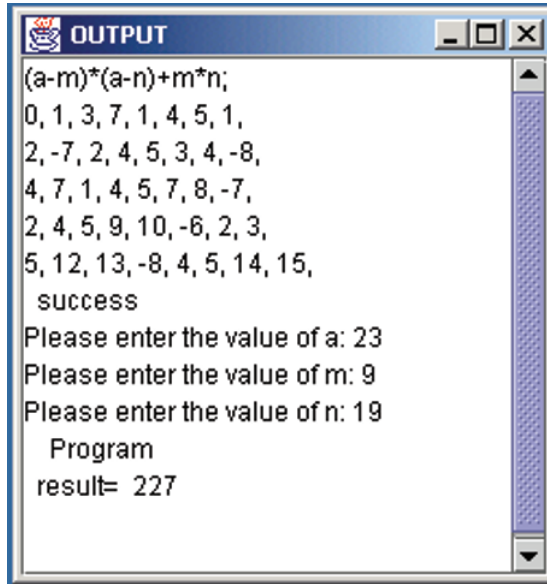 OUTPUT
(a-m)*(a-n)+m*n;
0, 1, 3, 7, 1, 4, 5, 1,
2, -7, 2, 4, 5, 3, 4, -8,
4, 7, 1, 4, 5, 7, 8, -7,
2, 4, 5, 9, 10, -6, 2, 3,
5, 12, 13, -8, 4, 5, 14, 15,
success
Please enter the value of a: 23
Please enter the value of m: 9
Please enter the value of n: 19
Program
result= 227